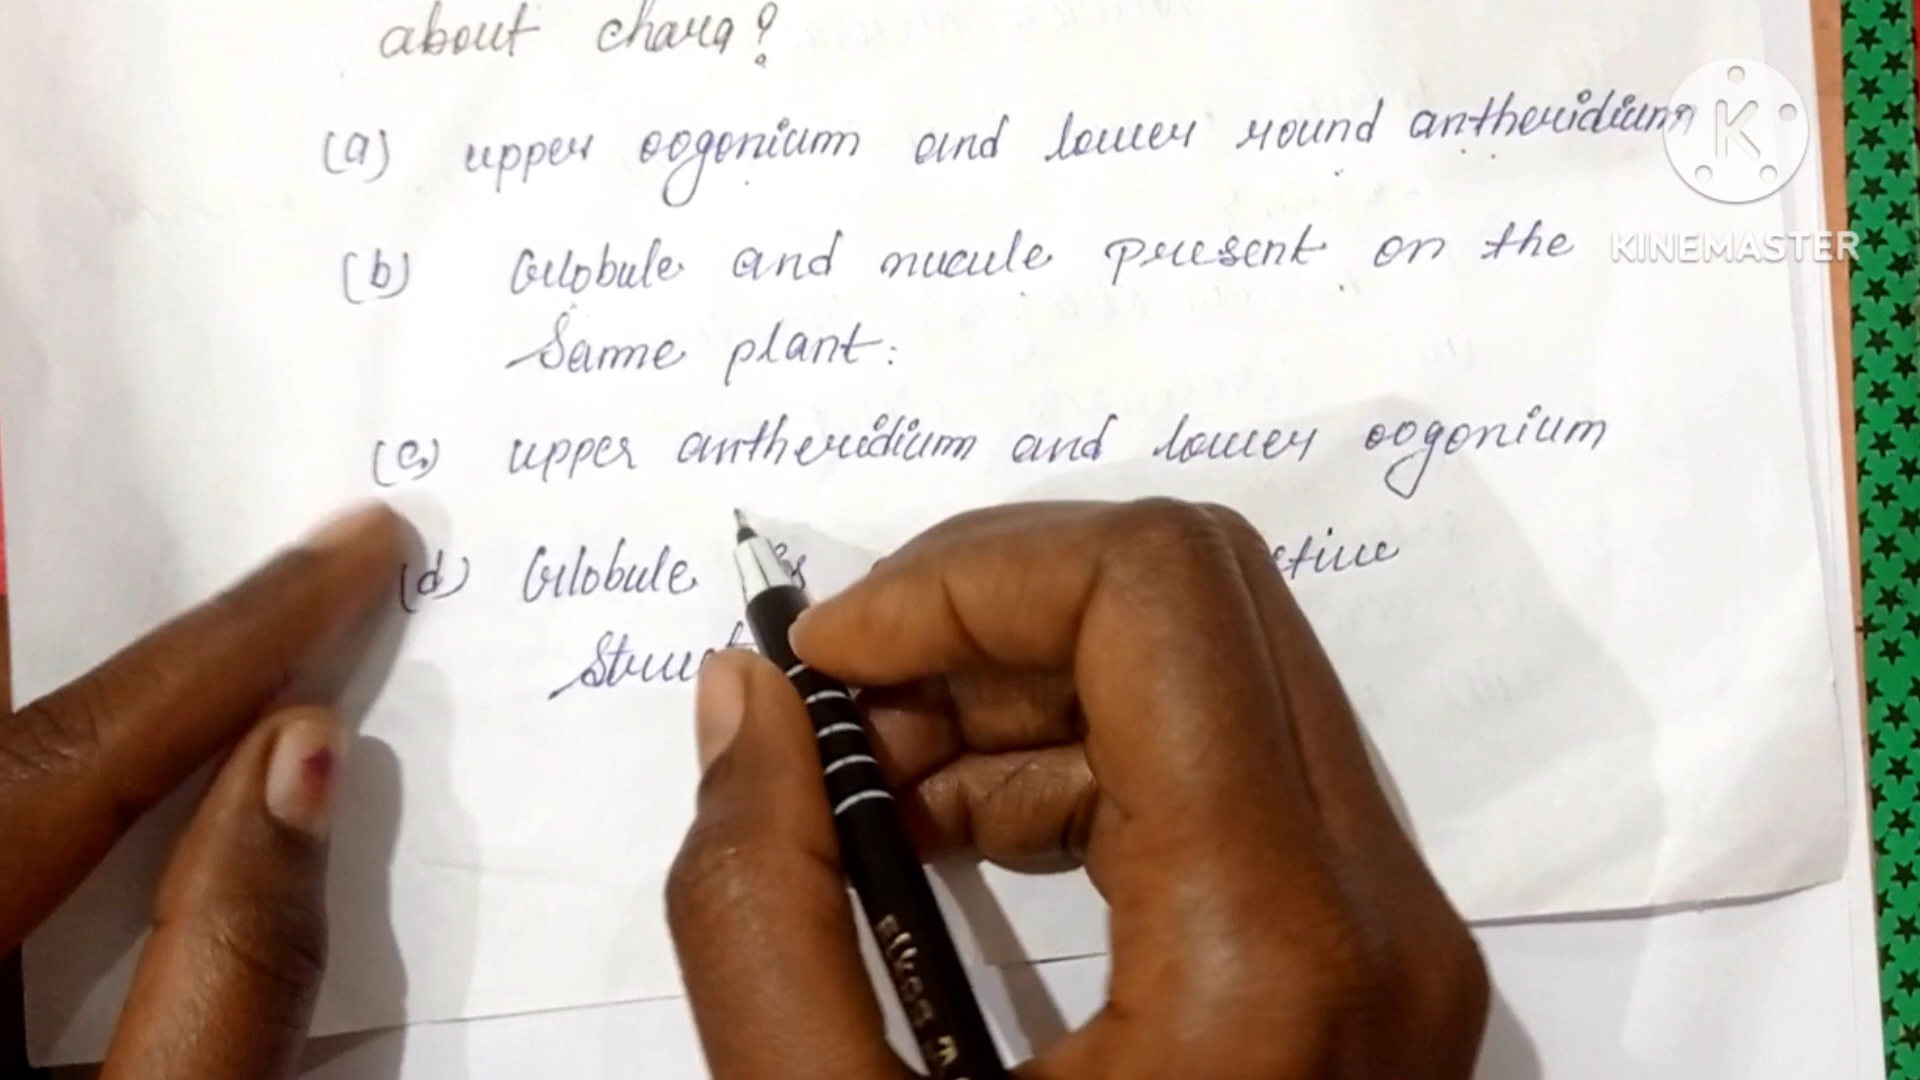 about chara?
(a) upper oogonium and lower round antheridium
(b) Globule and nucule present on the
Same plant.
(c) upper antheridium and lower oogonium
(d) Globule
KINEMASTER
Elkos